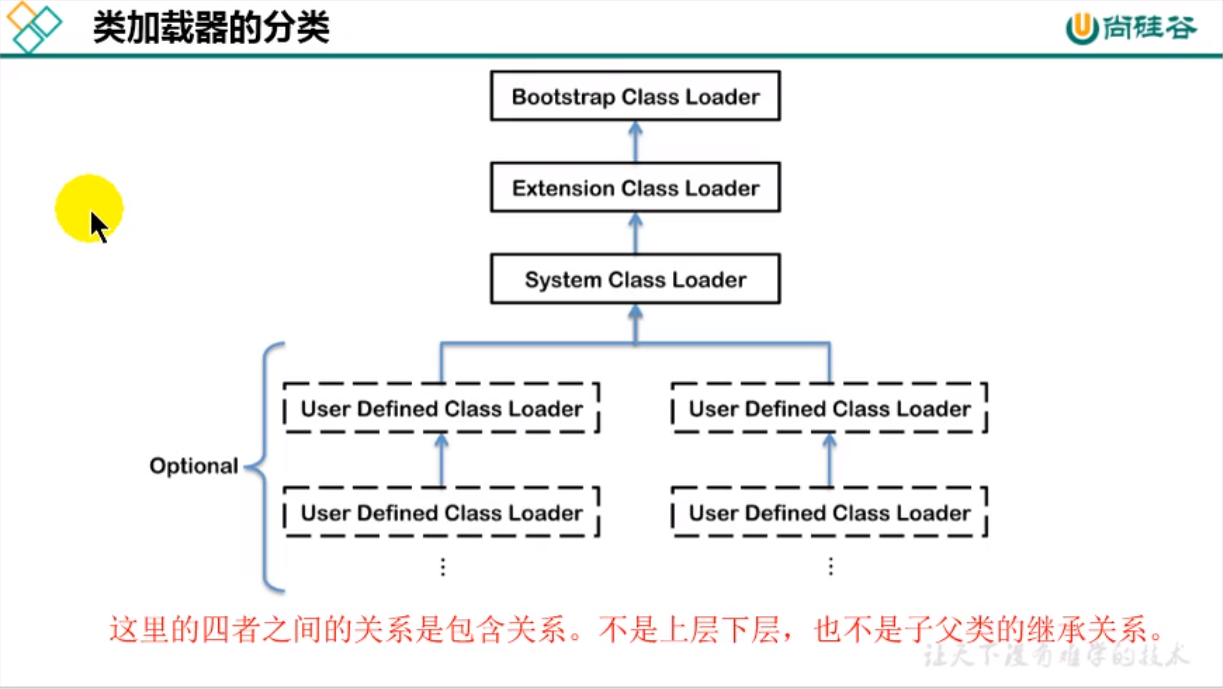 类加载器的分类
尚硅谷
Bootstrap Class Loader
Extension Class Loader
System Class Loader
User Defined Class Loader
User Defined Class Loader
Optional
User Defined Class Loader
User Defined Class Loader
⋮
⋮
这里的四者之间的关系是包含关系。不是上层下层，也不是子父类的继承关系。
让天下没有难学的技术